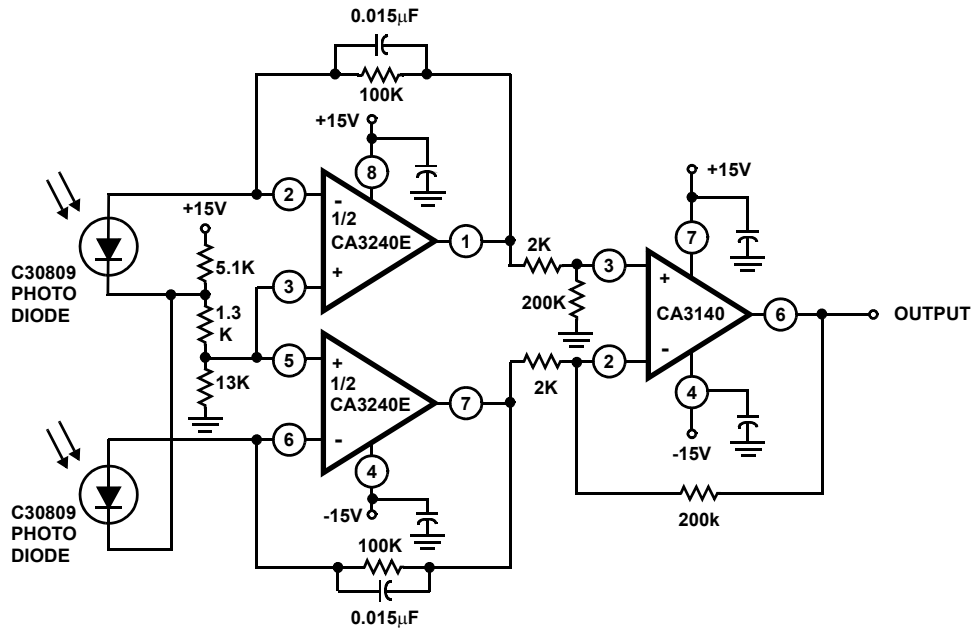 0.015μF
100K
+15V
8
2
-
1/2
CA3240E
+
3
1
+15V
C30809
PHOTO
DIODE
5.1K
1.3
K
13K
5
+
1/2
CA3240E
-
6
7
4
-15V
C30809
PHOTO
DIODE
100K
0.015μF
2K
200K
2K
3
2
+
CA3140
-
+15V
7
6
OUTPUT
4
-15V
200k